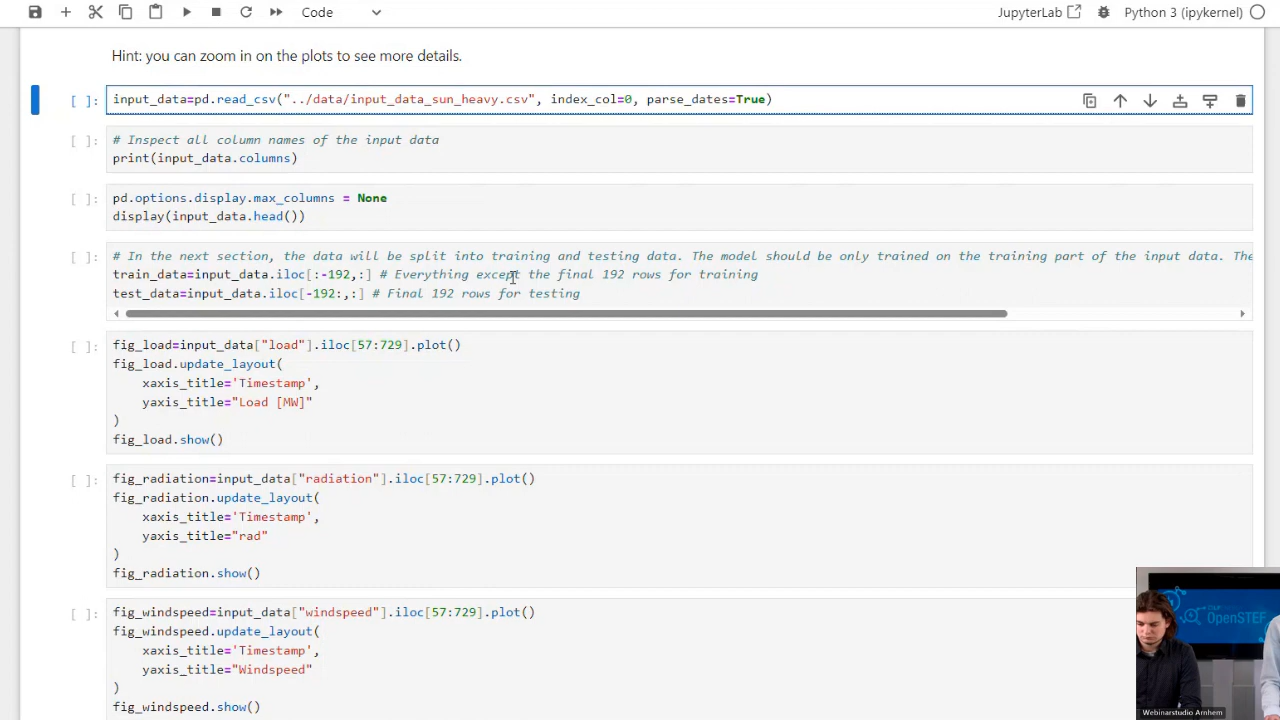 Code
JupyterLab
Python 3 (ipykernel)
Hint: you can zoom in on the plots to see more details.
[ ]: input_data=pd.read_csv("../data/input_data_sun_heavy.csv", index_col=0, parse_dates=True)
[ ]: # Inspect all column names of the input data
print(input_data.columns)
[ ]: pd.options.display.max_columns = None
display(input_data.head())
[ ]: # In the next section, the data will be split into training and testing data. The model should be only trained on the training part of the input data. The
train_data=input_data.iloc[:-192,:] # Everything except the final 192 rows for training
test_data=input_data.iloc[-192:,:] # Final 192 rows for testing
[ ]: fig_load=input_data["load"].iloc[57:729].plot()
fig_load.update_layout(
xaxis_title='Timestamp',
yaxis_title="Load [MW]"
)
fig_load.show()
[ ]: fig_radiation=input_data["radiation"].iloc[57:729].plot()
fig_radiation.update_layout(
xaxis_title='Timestamp',
yaxis_title="rad"
)
fig_radiation.show()
[ ]: fig_windspeed=input_data["windspeed"].iloc[57:729].plot()
fig_windspeed.update_layout(
xaxis_title='Timestamp',
yaxis_title="Windspeed"
)
fig_windspeed.show()
OpenSTEF
Webinarstudio Arnhem